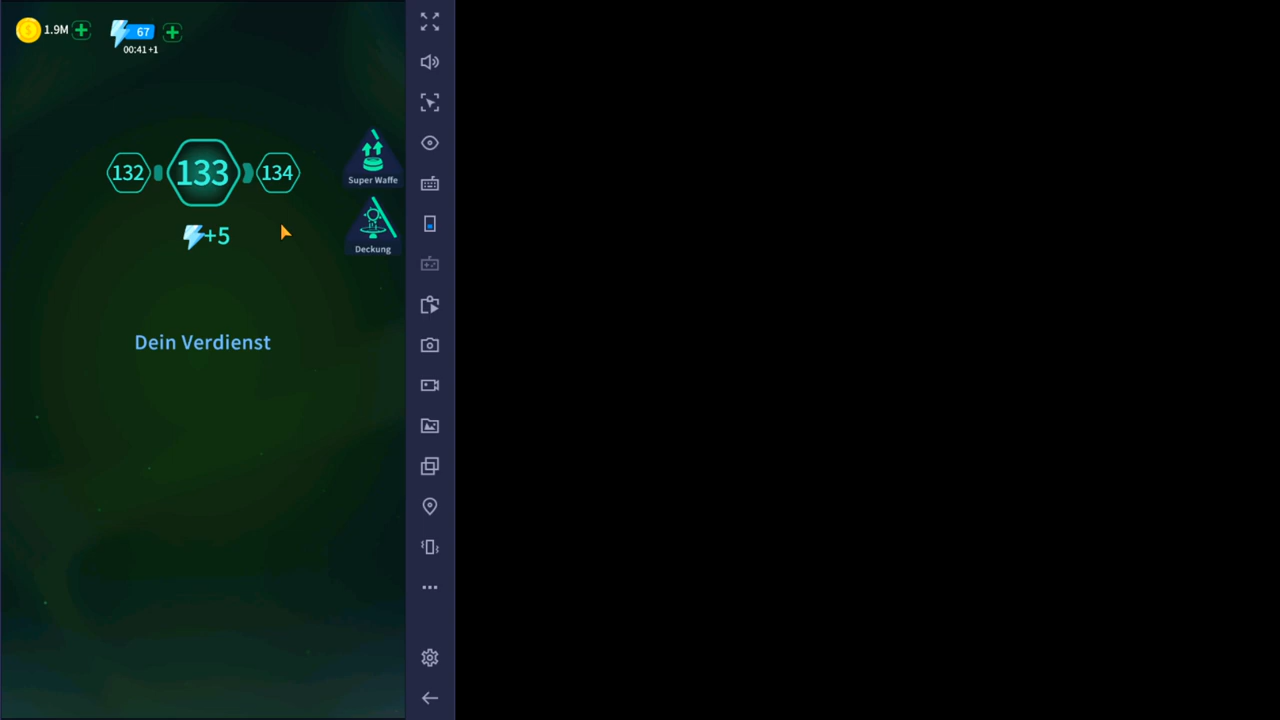 1.9M
67
00:41 +1
132
133
134
+5
Super Waffe
Deckung
Dein Verdienst